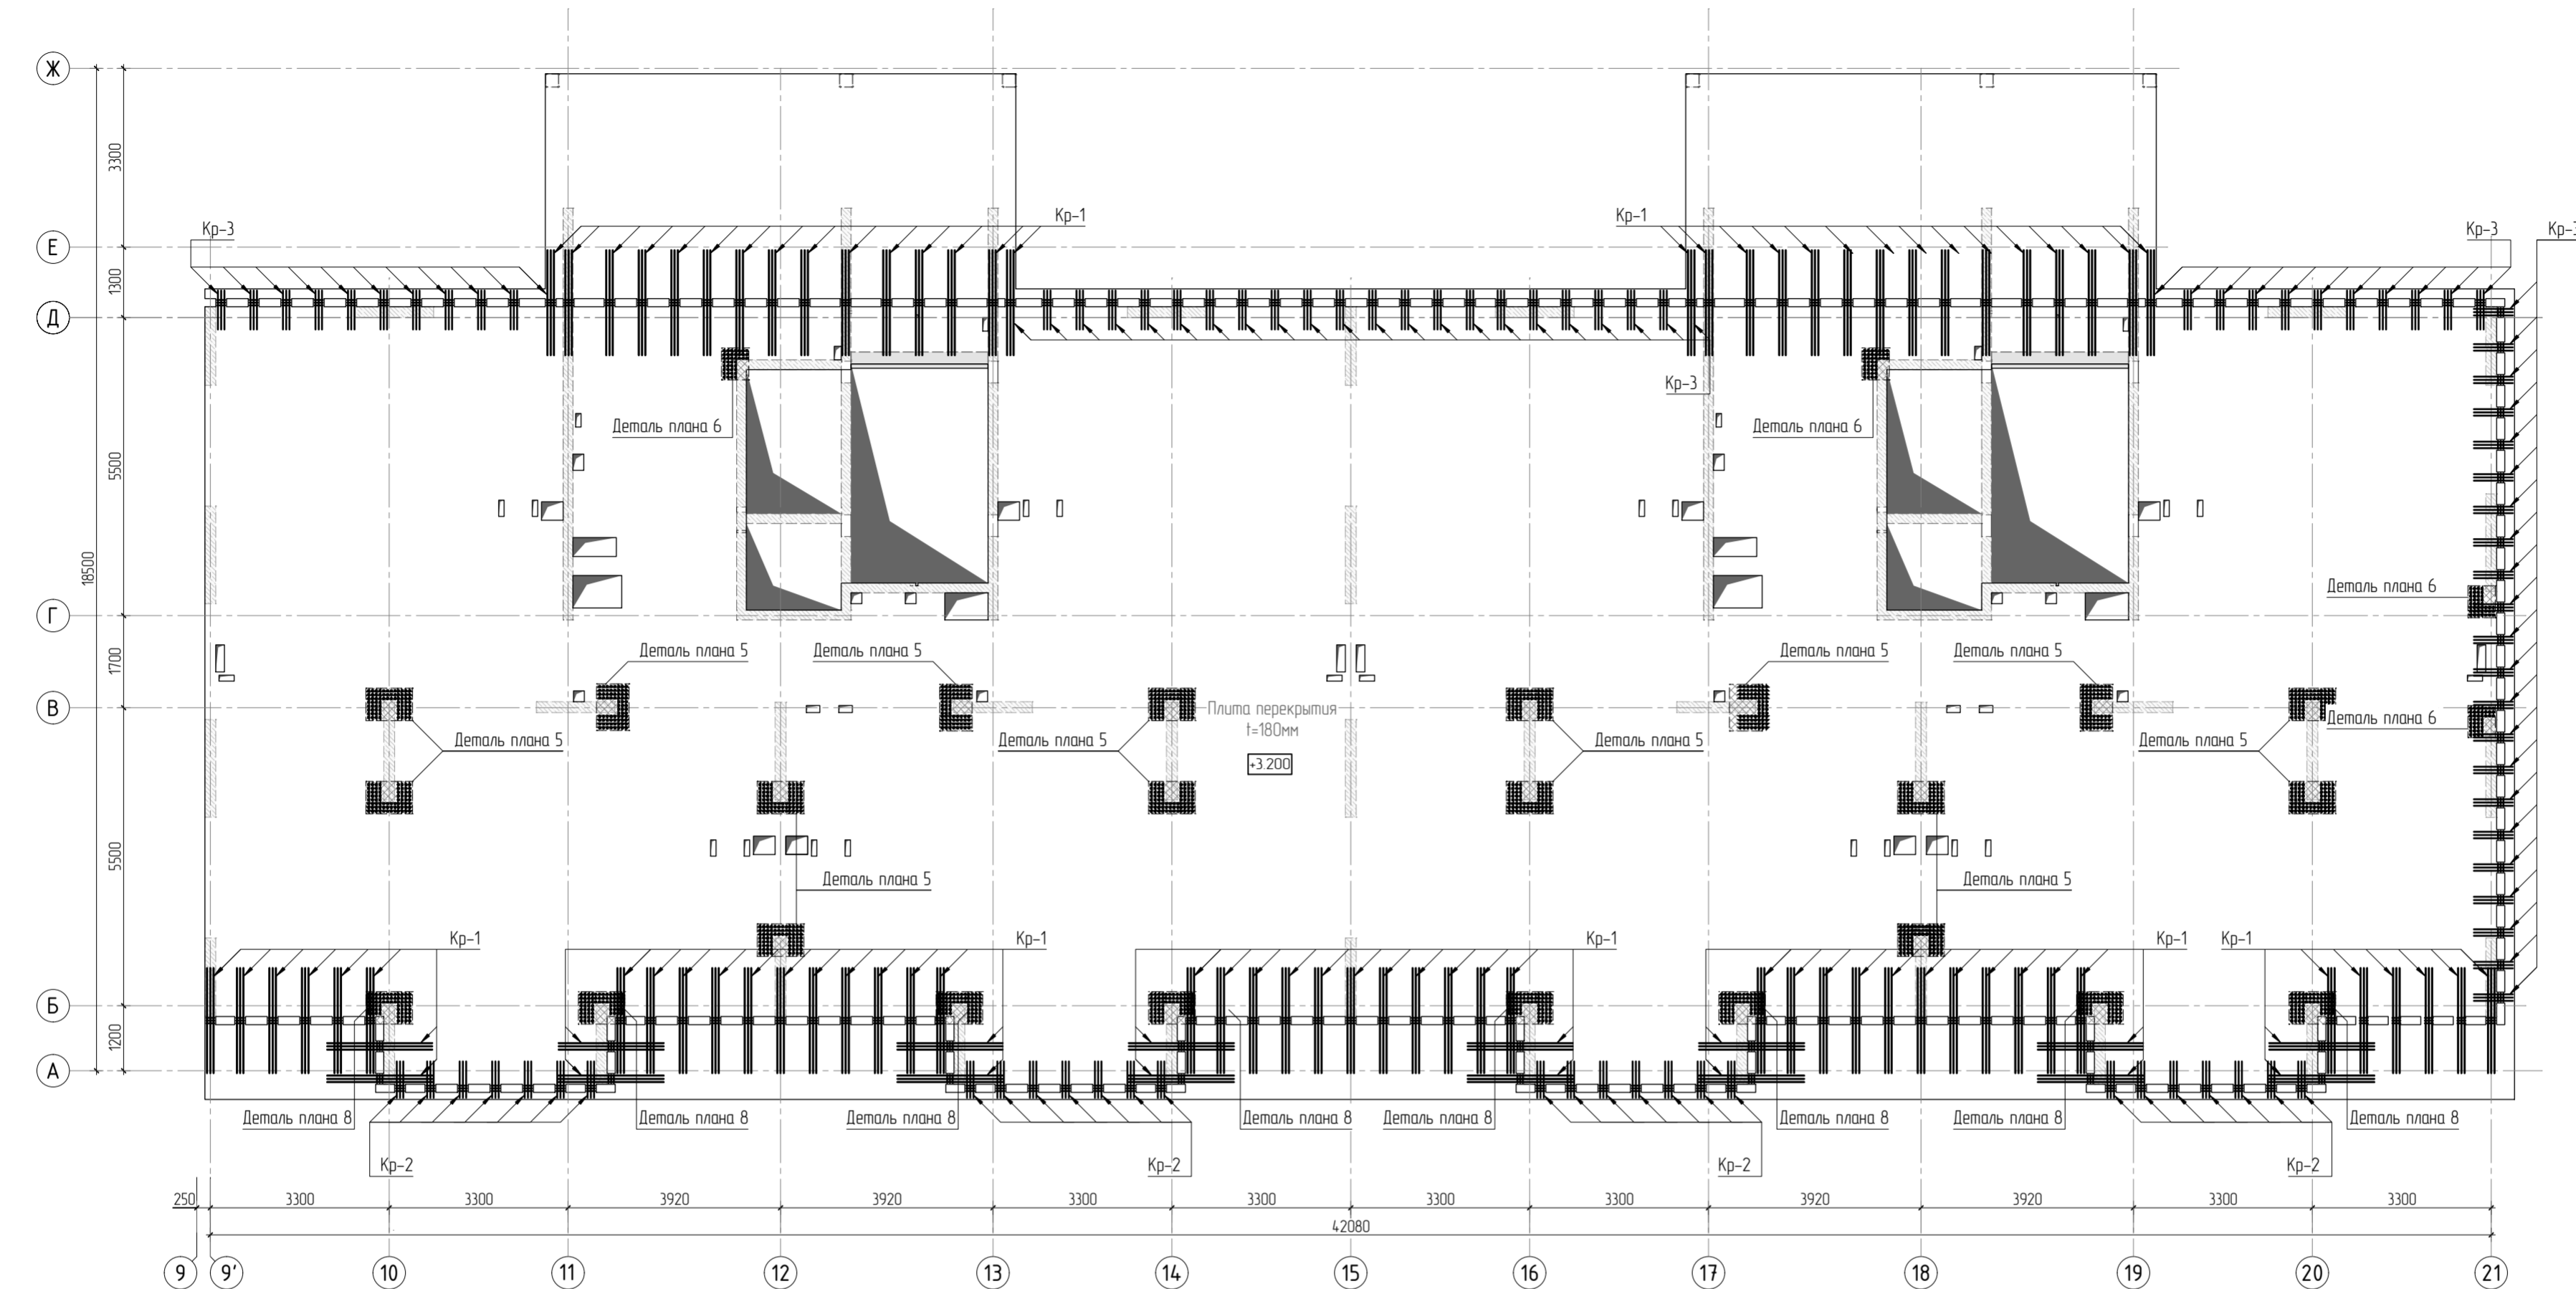 Ж
3300
Кр-1
Кр-1
Кр-3
Кр-3
Кр-3
Е
1300
Д
Кр-3
Деталь плана 6
Деталь плана 6
5500
18500
Деталь плана 6
Г
1700
Деталь плана 5
Деталь плана 5
Деталь плана 5
Деталь плана 5
В
Плита перекрытия
t=180мм
Деталь плана 6
Деталь плана 5
Деталь плана 5
Деталь плана 5
Деталь плана 5
+3.200
5500
Деталь плана 5
Деталь плана 5
Кр-1
Кр-1
Кр-1
Кр-1
Кр-1
Б
1200
А
Деталь плана 8
Деталь плана 8
Деталь плана 8
Деталь плана 8
Деталь плана 8
Деталь плана 8
Деталь плана 8
Деталь плана 8
Кр-2
Кр-2
Кр-2
Кр-2
250
3300
3300
3920
3920
3300
3300
3300
3300
3920
3920
3300
3300
42080
9
9'
10
11
12
13
14
15
16
17
18
19
20
21